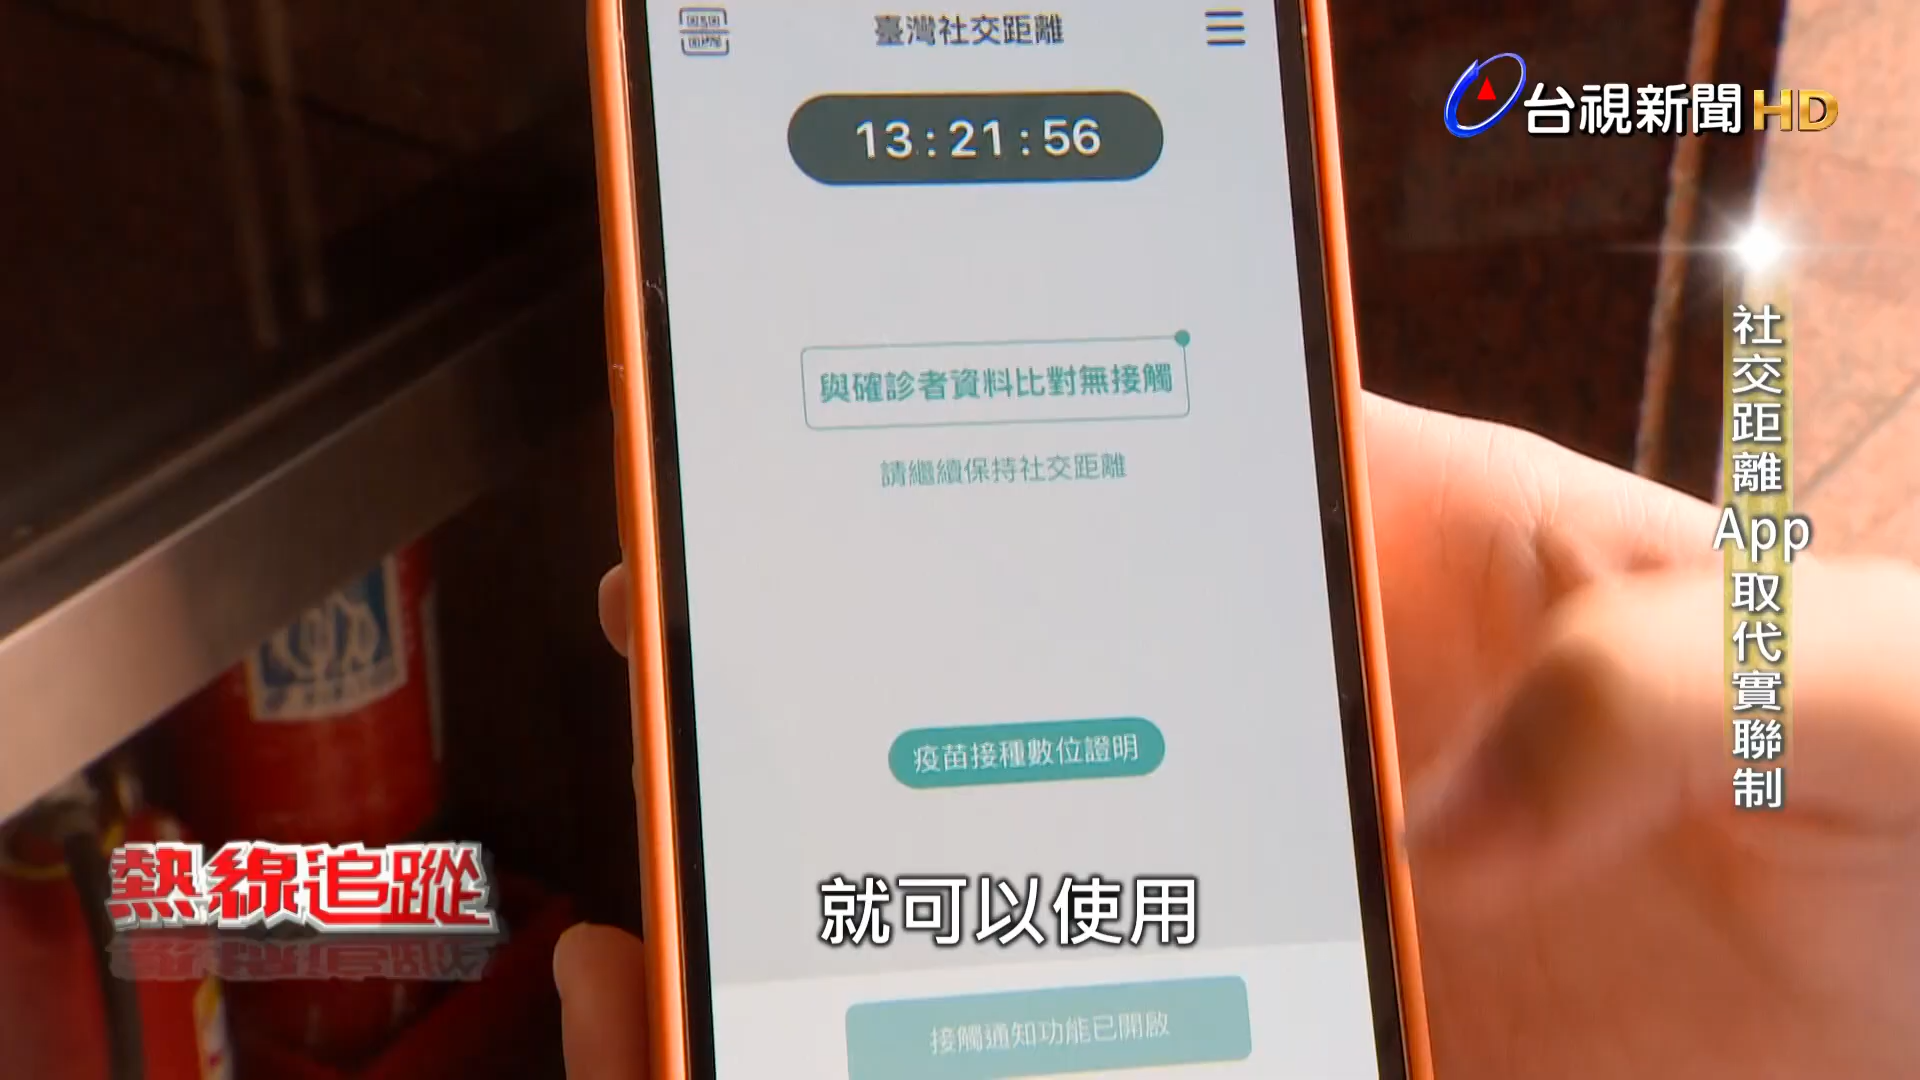 臺灣社交距離
13:21:56
與確診者資料比對無接觸
請繼續保持社交距離
疫苗接種數位證明
接觸通知功能已開啟
台視新聞HD
社交距離App取代實聯制
熱線追蹤
就可以使用